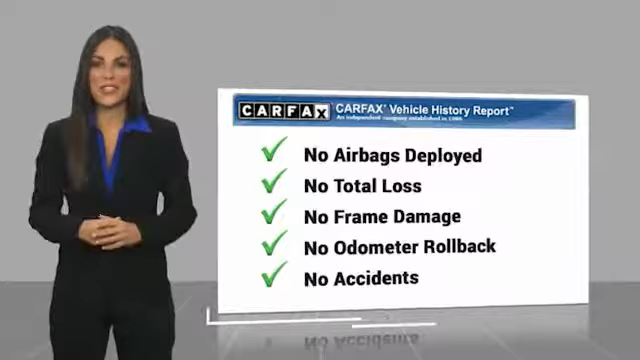 CARFAX CARFAX® Vehicle History Report™
An independent company established in 1986
No Airbags Deployed
No Total Loss
No Frame Damage
No Odometer Rollback
No Accidents